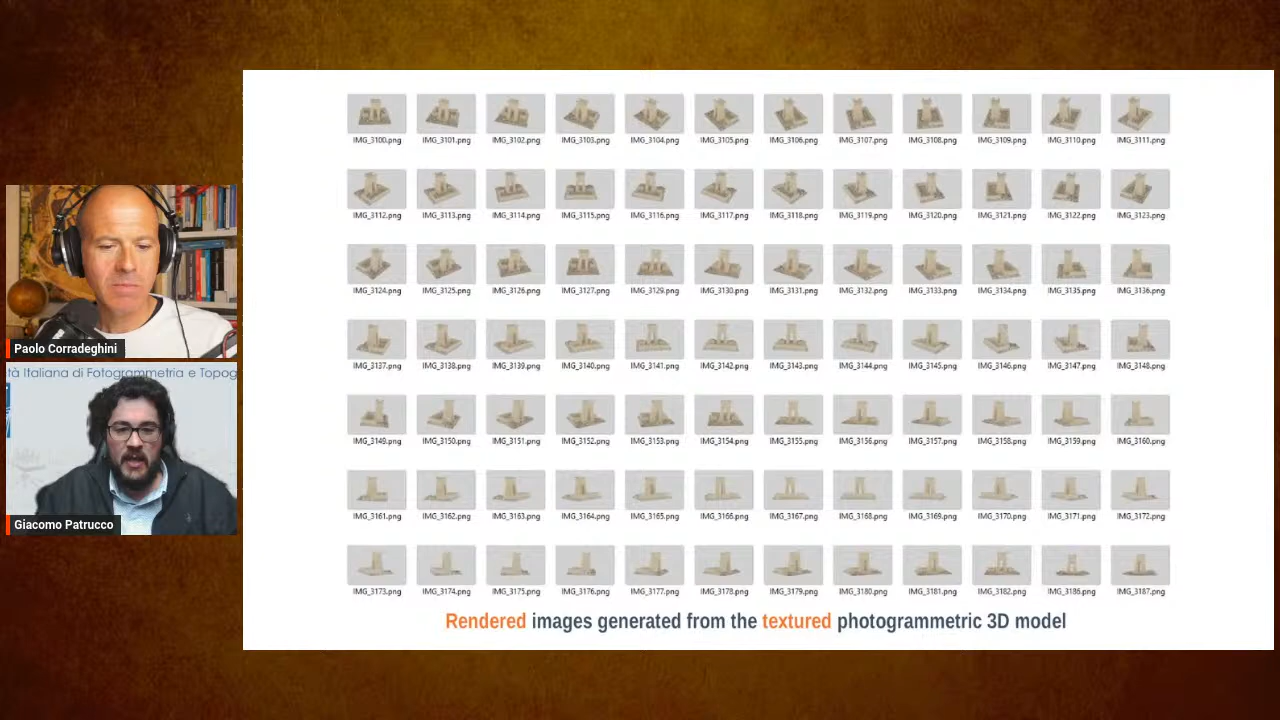 IMG_3100.png IMG_3101.png IMG_3102.png IMG_3103.png IMG_3104.png IMG_3105.png IMG_3106.png IMG_3107.png IMG_3108.png IMG_3109.png IMG_3110.png IMG_3111.png
IMG_3112.png IMG_3113.png IMG_3114.png IMG_3115.png IMG_3116.png IMG_3117.png IMG_3118.png IMG_3119.png IMG_3120.png IMG_3121.png IMG_3122.png IMG_3123.png
IMG_3124.png IMG_3125.png IMG_3126.png IMG_3127.png IMG_3129.png IMG_3130.png IMG_3131.png IMG_3132.png IMG_3133.png IMG_3134.png IMG_3135.png IMG_3136.png
IMG_3137.png IMG_3138.png IMG_3139.png IMG_3140.png IMG_3141.png IMG_3142.png IMG_3143.png IMG_3144.png IMG_3145.png IMG_3146.png IMG_3147.png IMG_3148.png
IMG_3149.png IMG_3150.png IMG_3151.png IMG_3152.png IMG_3153.png IMG_3154.png IMG_3155.png IMG_3156.png IMG_3157.png IMG_3158.png IMG_3159.png IMG_3160.png
IMG_3161.png IMG_3162.png IMG_3163.png IMG_3164.png IMG_3165.png IMG_3166.png IMG_3167.png IMG_3168.png IMG_3169.png IMG_3170.png IMG_3171.png IMG_3172.png
IMG_3173.png IMG_3174.png IMG_3175.png IMG_3176.png IMG_3177.png IMG_3178.png IMG_3179.png IMG_3180.png IMG_3181.png IMG_3182.png IMG_3186.png IMG_3187.png
Rendered images generated from the textured photogrammetric 3D model
Paolo Corradeghini
tà Italiana di Fotogrammetria e Topog
Giacomo Patrucco